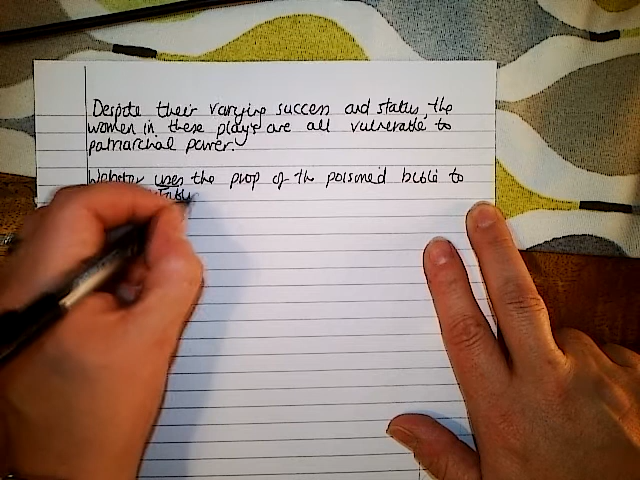 Despite their varying success and status, the
women in these plays are all vulnerable to
patriarchal power.
Webster uses the prop of the poisoned bible to